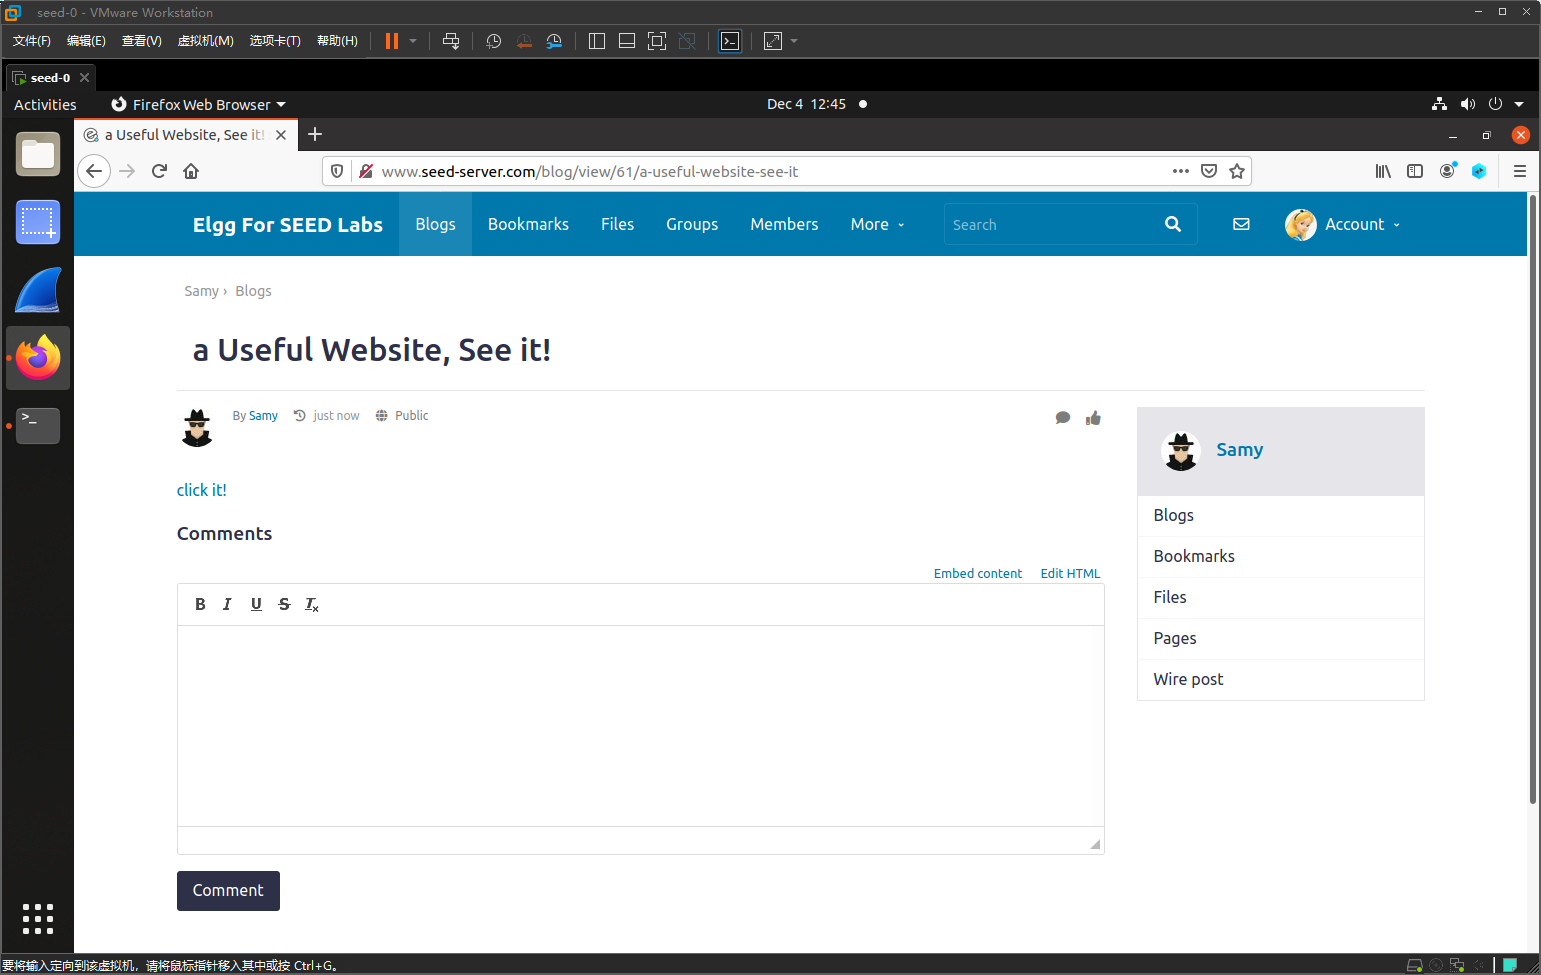 seed-0 - VMware Workstation
文件(F) 编辑(E) 查看(V) 虚拟机(M) 选项卡(T) 帮助(H)
seed-0
Activities Firefox Web Browser Dec 4 12:45
a Useful Website, See it!
www.seed-server.com/blog/view/61/a-useful-website-see-it
Elgg For SEED Labs Blogs Bookmarks Files Groups Members More Search Account
Samy › Blogs
a Useful Website, See it!
By Samy just now Public
Samy
click it!
Blogs
Comments
Bookmarks
Embed content Edit HTML
Files
B I U S Tx
Pages
Wire post
Comment
要将输入定向到该虚拟机，请将鼠标指针移入其中或按 Ctrl+G。